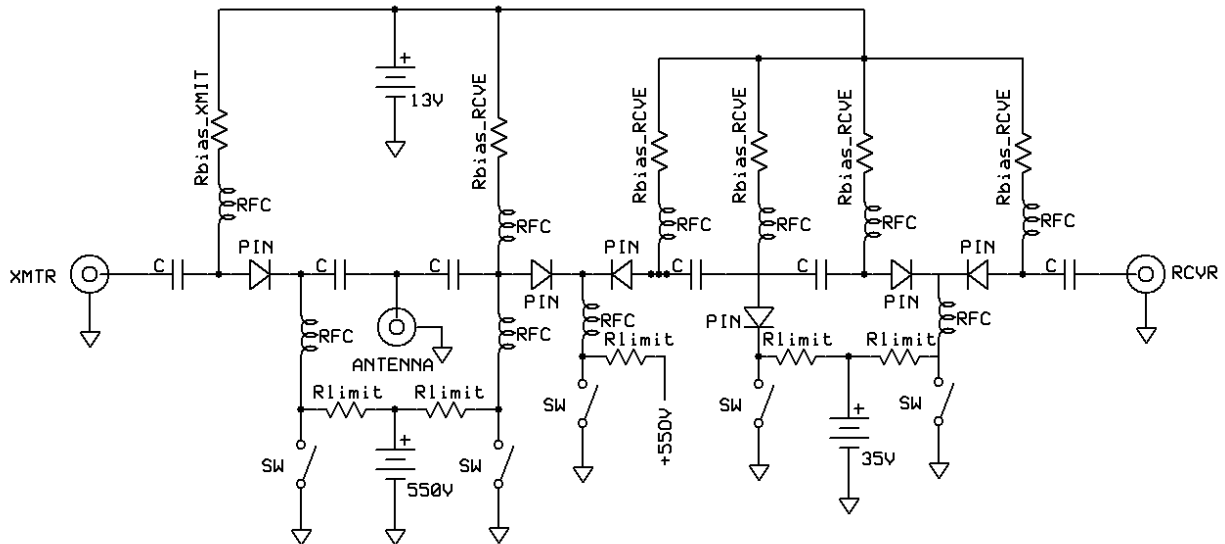 Rbias_XMIT
+
13V
Rbias_RCVE
Rbias_RCVE
Rbias_RCVE
Rbias_RCVE
Rbias_RCVE
RFC
RFC
RFC
RFC
RFC
RFC
XMTR
C
PIN
C
C
PIN
PIN
C
C
PIN
PIN
C
RCVR
RFC
ANTENNA
RFC
RFC
PIN
RFC
Rlimit
Rlimit
Rlimit
Rlimit
Rlimit
SW
+550V
SW
+
35V
SW
+
550V
SW